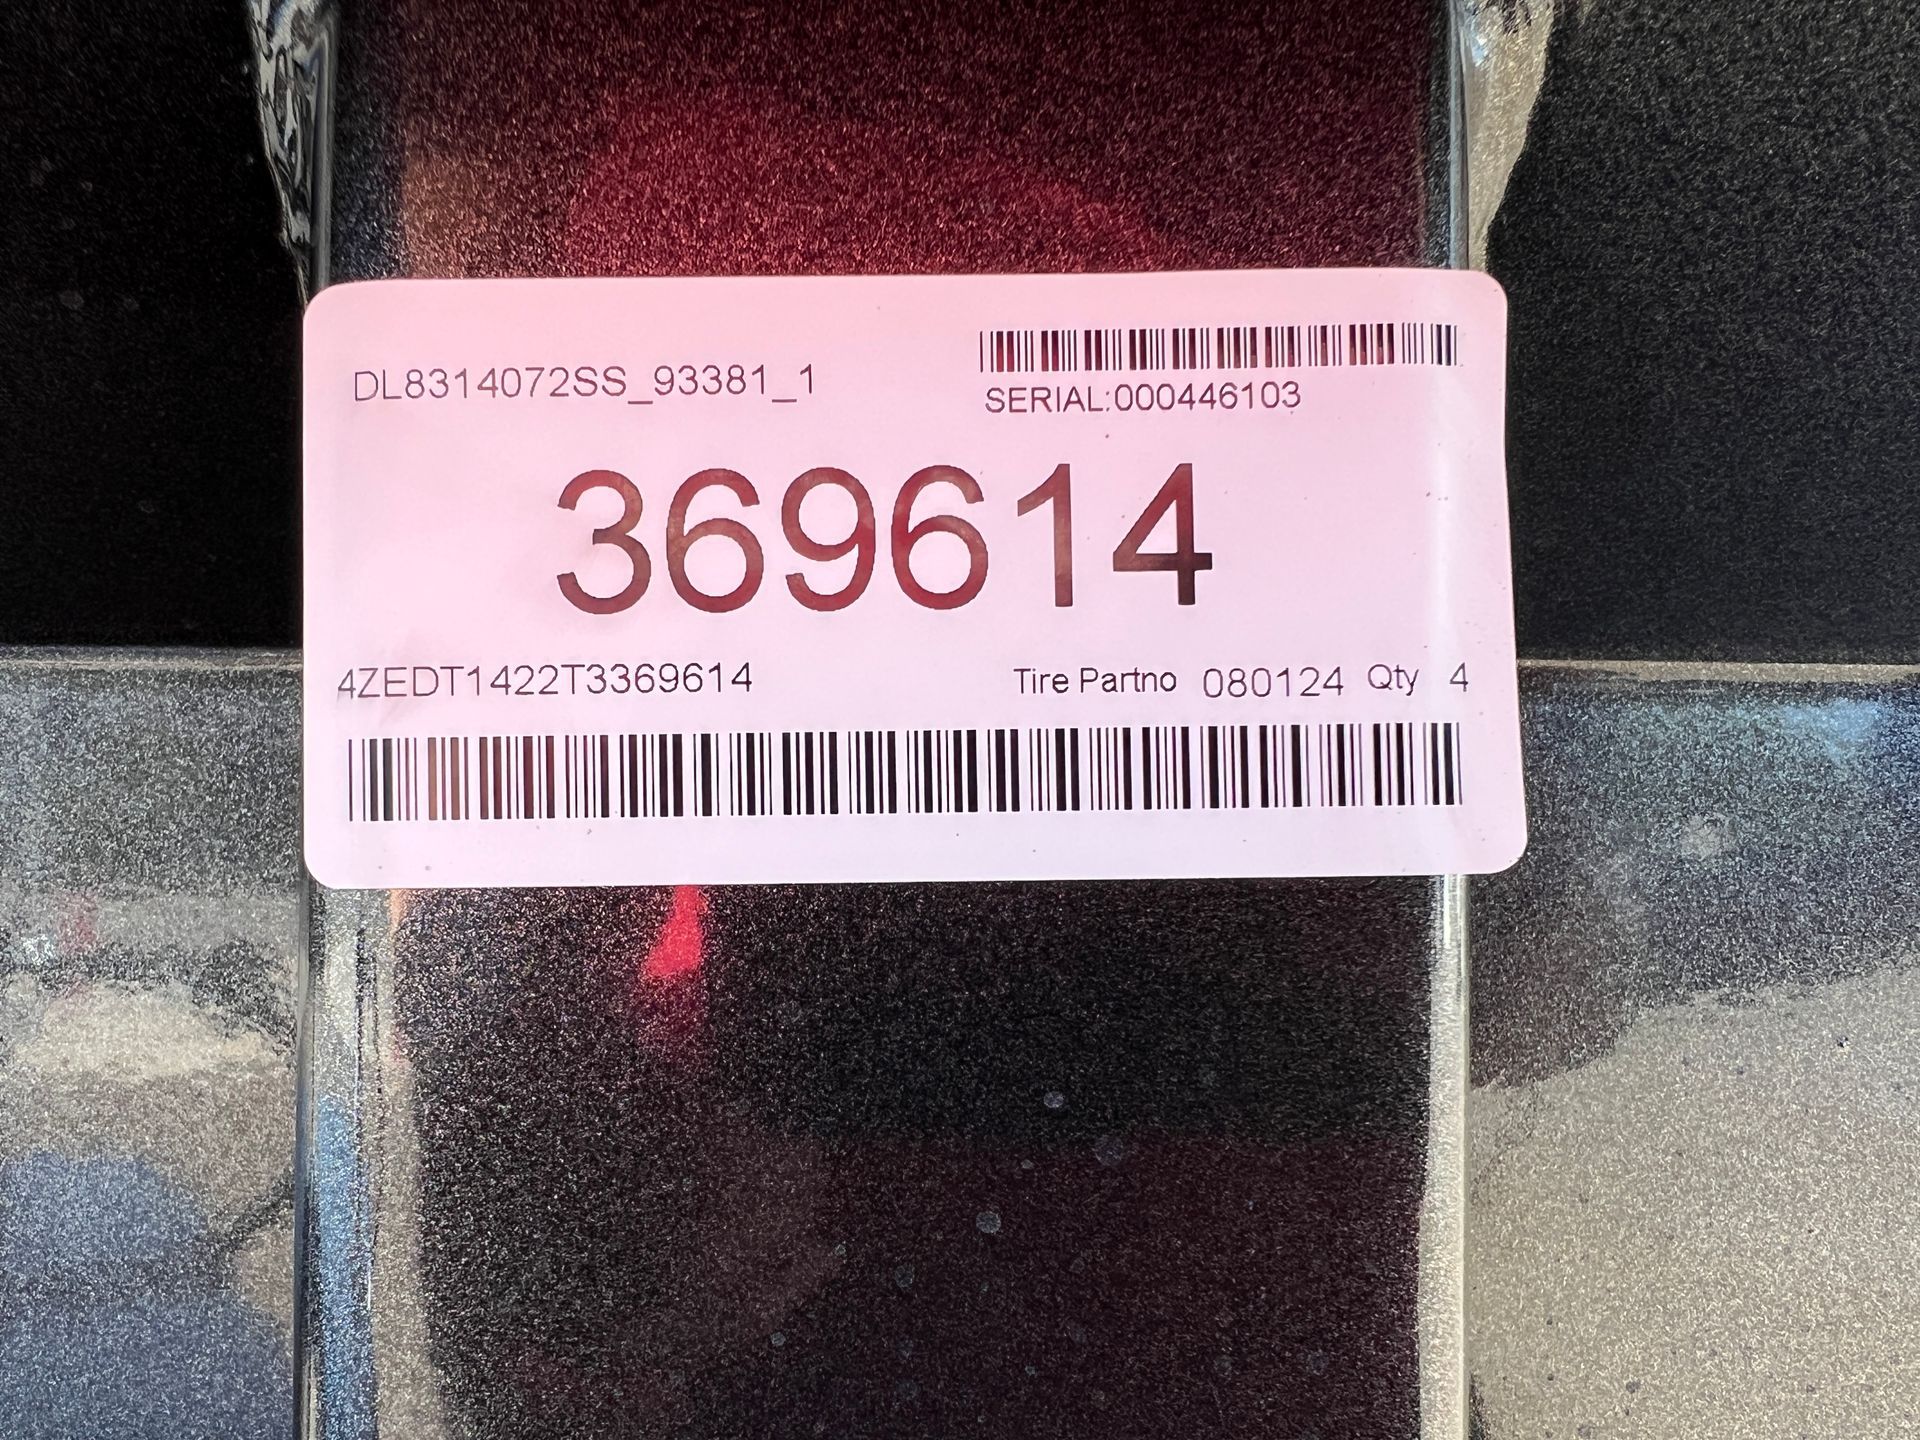 DL8314072SS_93381_1
SERIAL:000446103
369614
4ZEDT1422T3369614
Tire Partno 080124 Qty 4